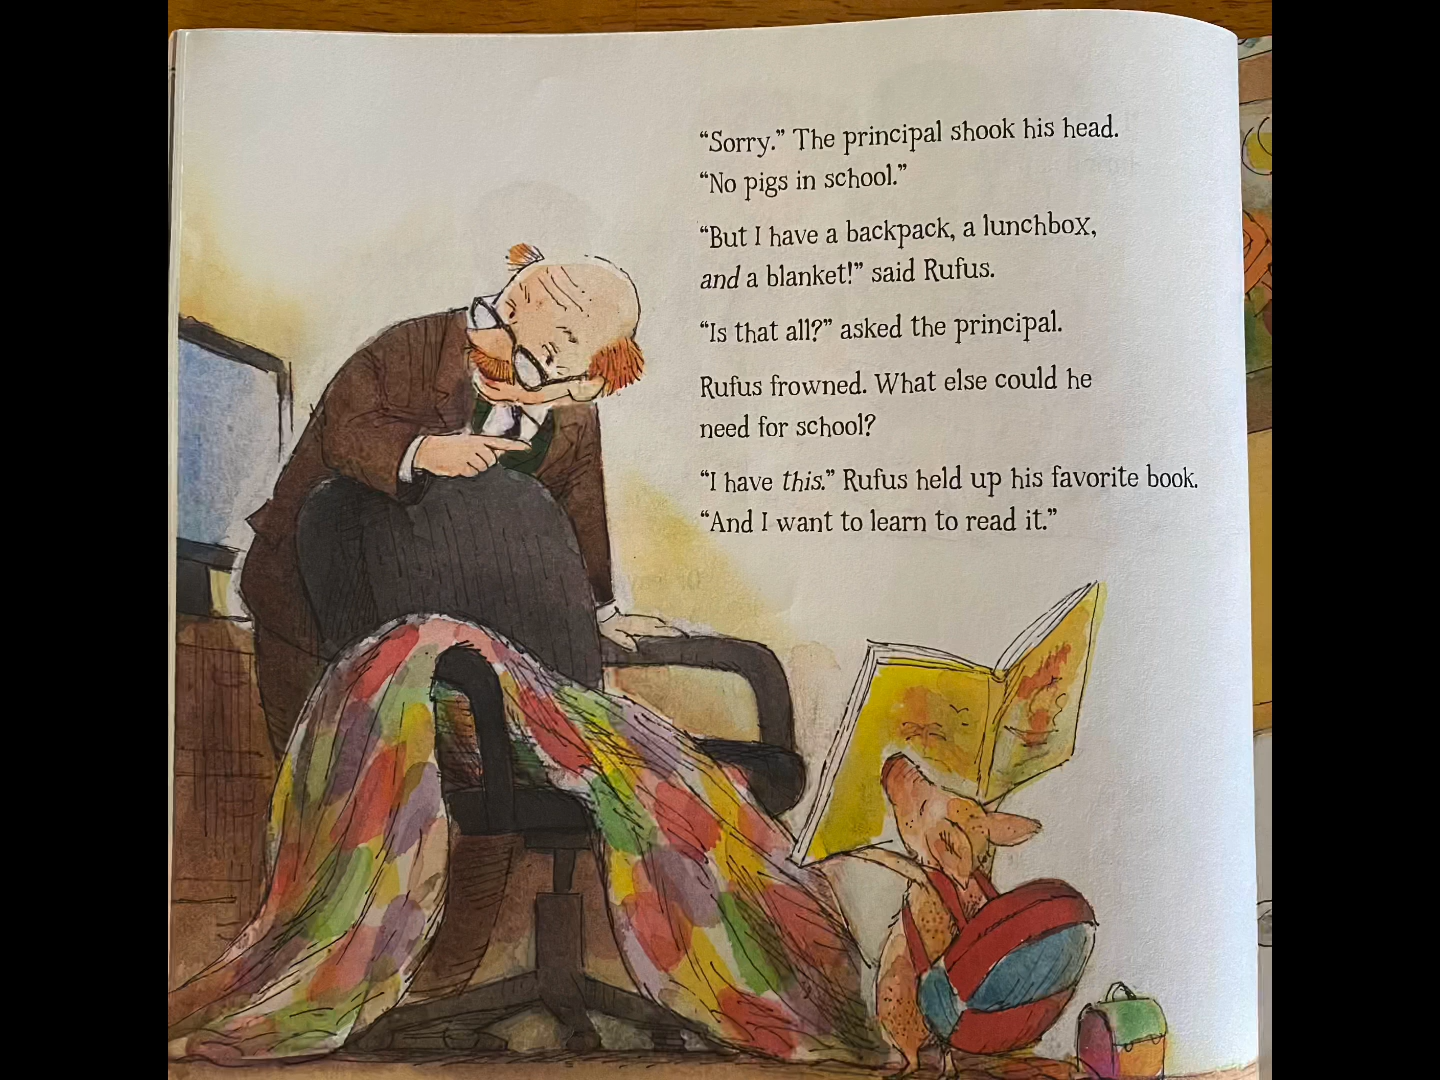 “Sorry.” The principal shook his head.
“No pigs in school.”
“But I have a backpack, a lunchbox,
and a blanket!” said Rufus.
“Is that all?” asked the principal.
Rufus frowned. What else could he
need for school?
“I have this.” Rufus held up his favorite book.
“And I want to learn to read it.”